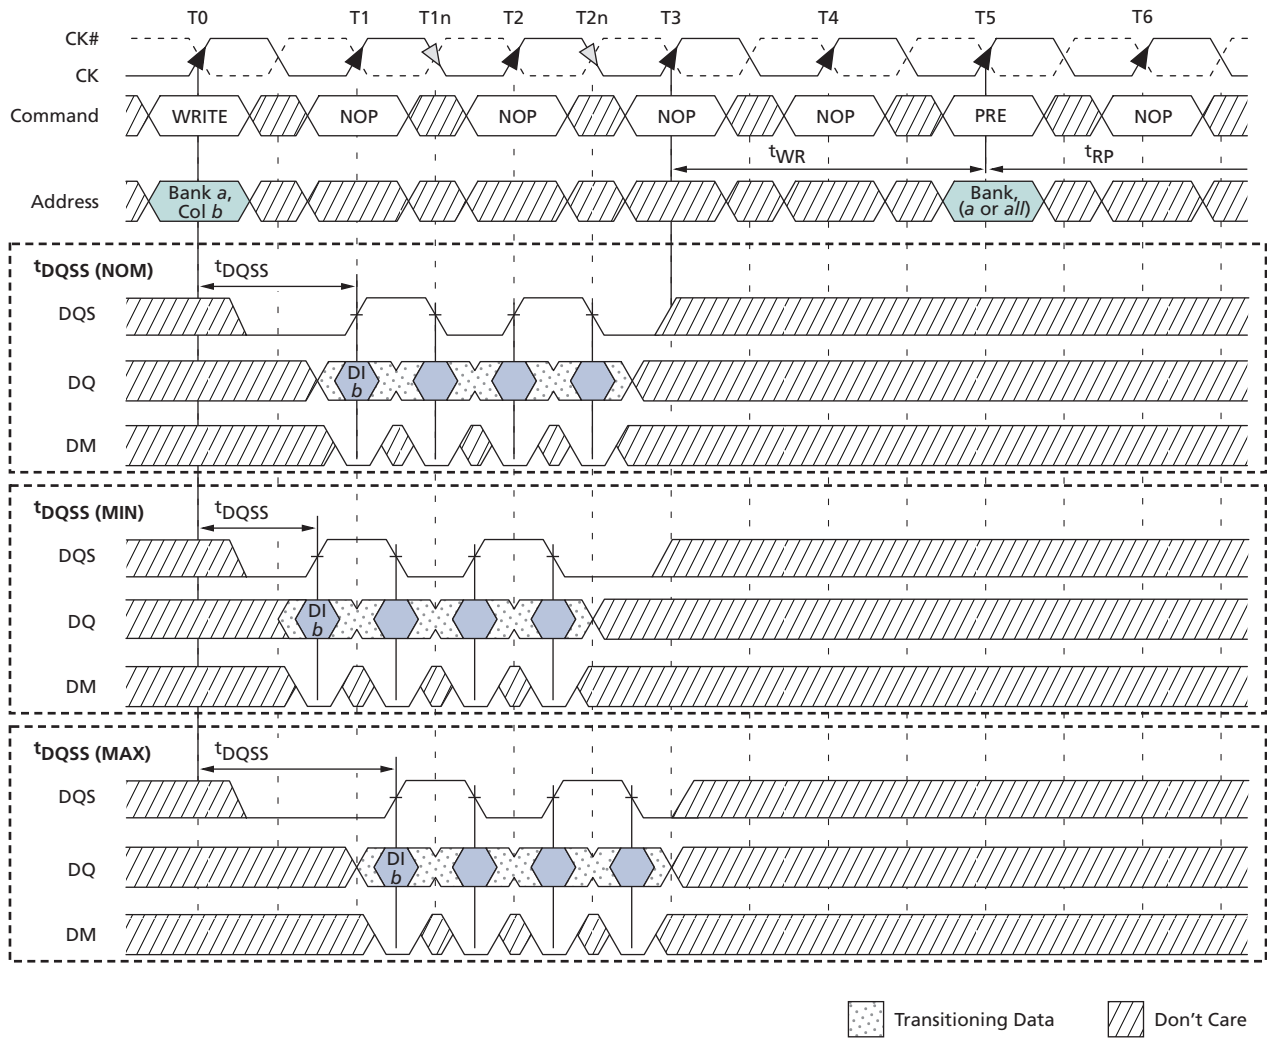 T0 T1 T1n T2 T2n T3 T4 T5 T6
CK#
CK
Command WRITE NOP NOP NOP NOP PRE NOP
tWR tRP
Address Bank a, Col b Bank, (a or all)
tDQSS (NOM) tDQSS
DQS
DQ DI b
DM
tDQSS (MIN) tDQSS
DQS
DQ DI b
DM
tDQSS (MAX) tDQSS
DQS
DQ DI b
DM
Transitioning Data Don't Care